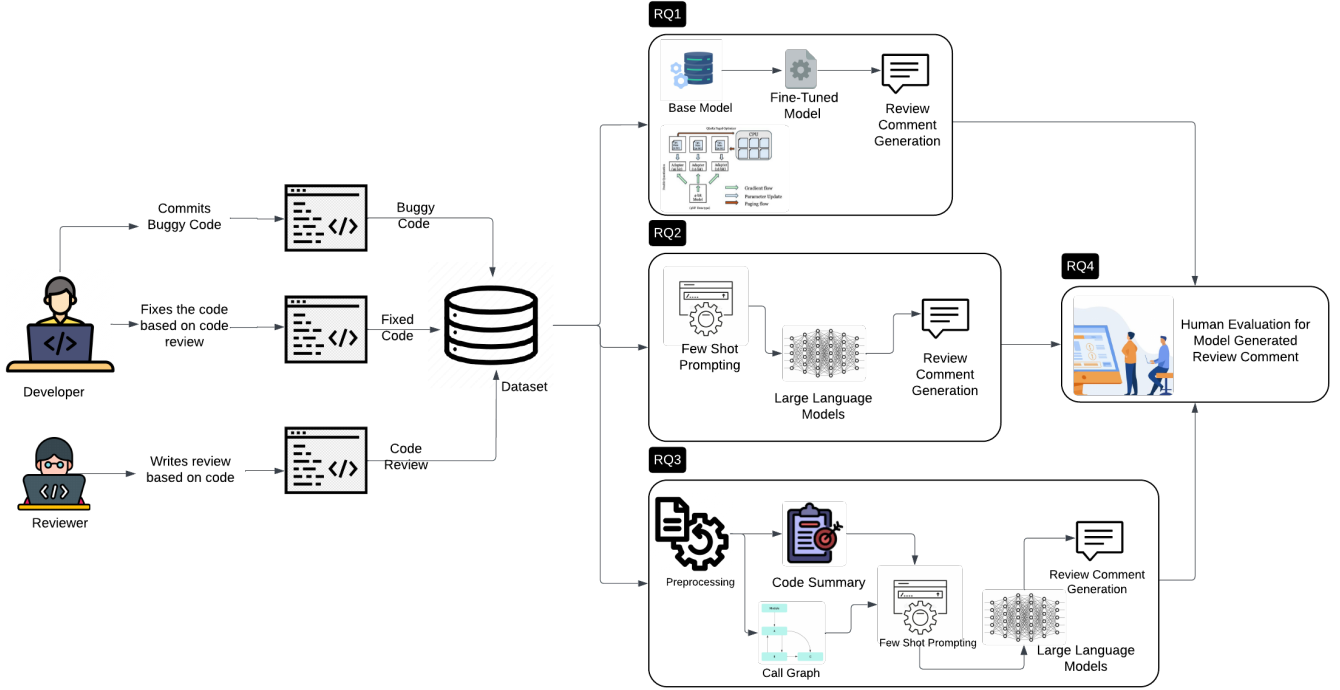 RQ1
Base Model
Fine-Tuned
Model
Review
Comment
Generation
CPU
Gradient flow
Parameter Update
Paging flow
Commits
Buggy Code
</>
Buggy
Code
Developer
</>
Fixes the code
based on code
review
</>
Fixed
Code
Dataset
Reviewer
</>
Writes review
based on code
</>
Code
Review
RQ2
Few Shot
Prompting
Large Language
Models
Review
Comment
Generation
RQ4
Human Evaluation for
Model Generated
Review Comment
RQ3
Preprocessing
Code Summary
Call Graph
Few Shot Prompting
Large Language
Models
Review Comment
Generation